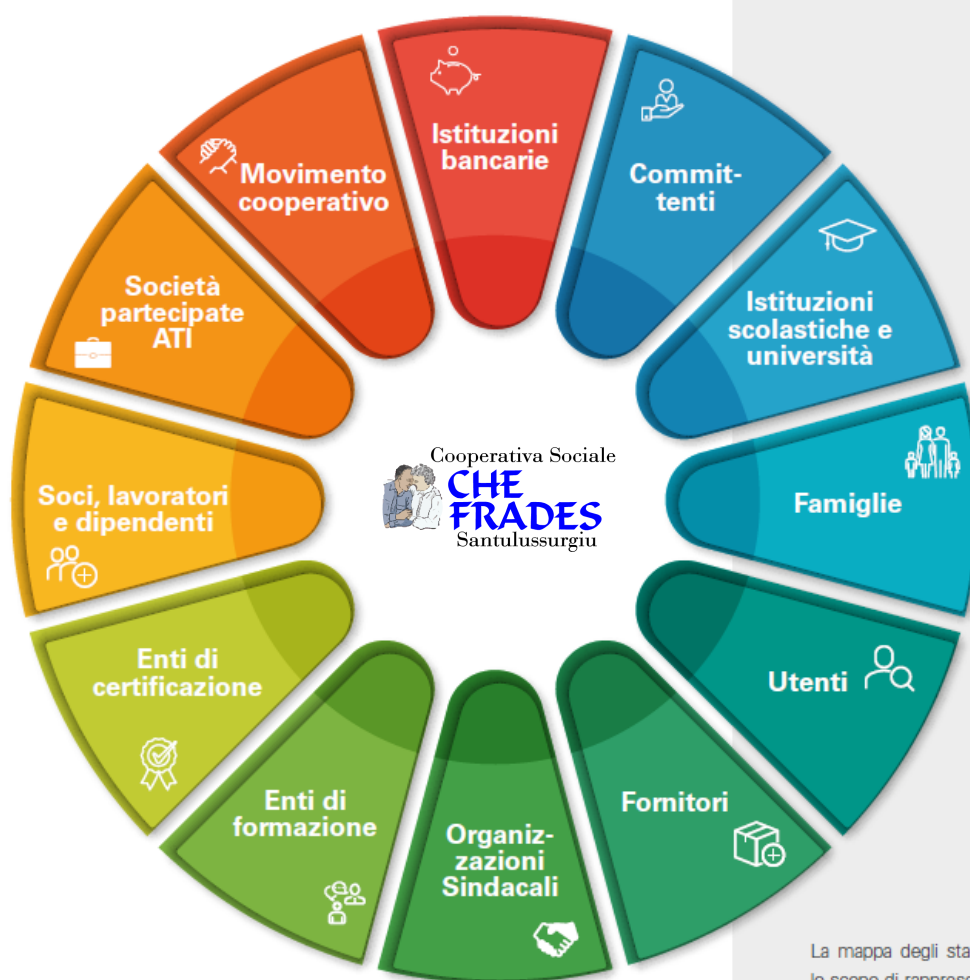 Istituzioni
bancarie
Commit-
tenti
Istituzioni
scolastiche e
università
Famiglie
Utenti
Fornitori
Organiz-
zazioni
Sindacali
Enti di
formazione
Enti di
certificazione
Soci, lavoratori
e dipendenti
Società
partecipate
ATI
Movimento
cooperativo
Cooperativa Sociale
CHE
FRADES
Santulussurgiu
La mappa degli sta